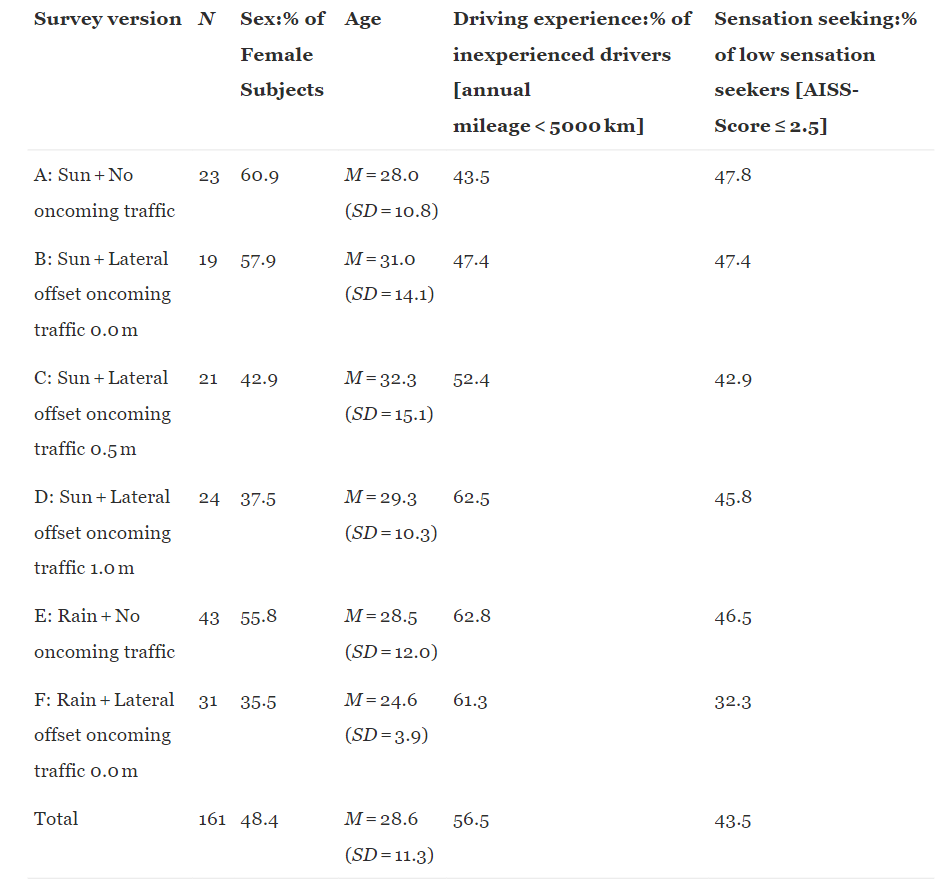 Survey version N Sex:% of Age Driving experience:% of Sensation seeking:%
Female inexperienced drivers of low sensation
Subjects [annual seekers [AISS-
mileage < 5000 km] Score ≤ 2.5]
A: Sun + No 23 60.9 M = 28.0 43.5 47.8
oncoming traffic (SD = 10.8)
B: Sun + Lateral 19 57.9 M = 31.0 47.4 47.4
offset oncoming (SD = 14.1)
traffic 0.0 m
C: Sun + Lateral 21 42.9 M = 32.3 52.4 42.9
offset oncoming (SD = 15.1)
traffic 0.5 m
D: Sun + Lateral 24 37.5 M = 29.3 62.5 45.8
offset oncoming (SD = 10.3)
traffic 1.0 m
E: Rain + No 43 55.8 M = 28.5 62.8 46.5
oncoming traffic (SD = 12.0)
F: Rain + Lateral 31 35.5 M = 24.6 61.3 32.3
offset oncoming (SD = 3.9)
traffic 0.0 m
Total 161 48.4 M = 28.6 56.5 43.5
(SD = 11.3)